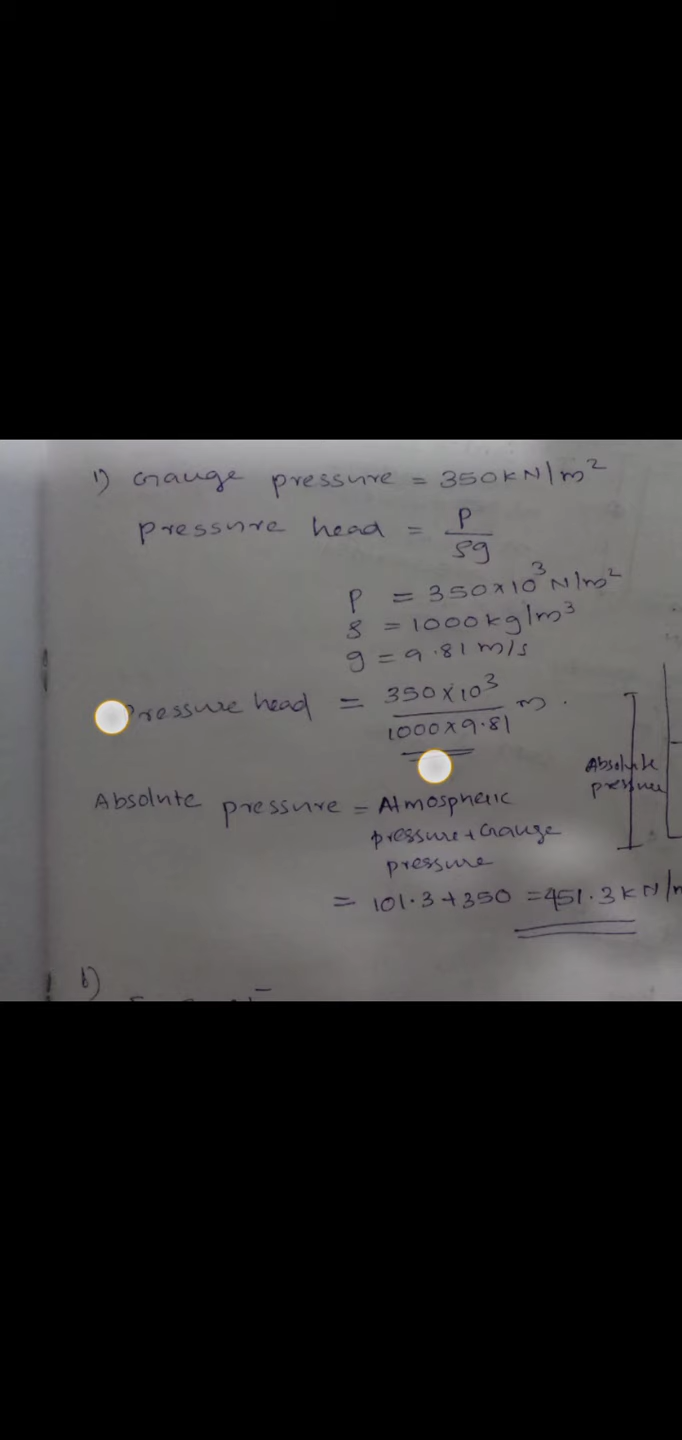 1) Gauge pressure = 350 KN/m²
pressure head = P/ρg
P = 350×10³ N/m²
ρ = 1000 kg/m³
g = 9.81 m/s
Pressure head = 350×10³/1000×9.81 m.
Absolute pressure = Atmospheric
pressure + Gauge
pressure
= 101.3+350 = 451.3 KN/m
Absolute
pressure
b)